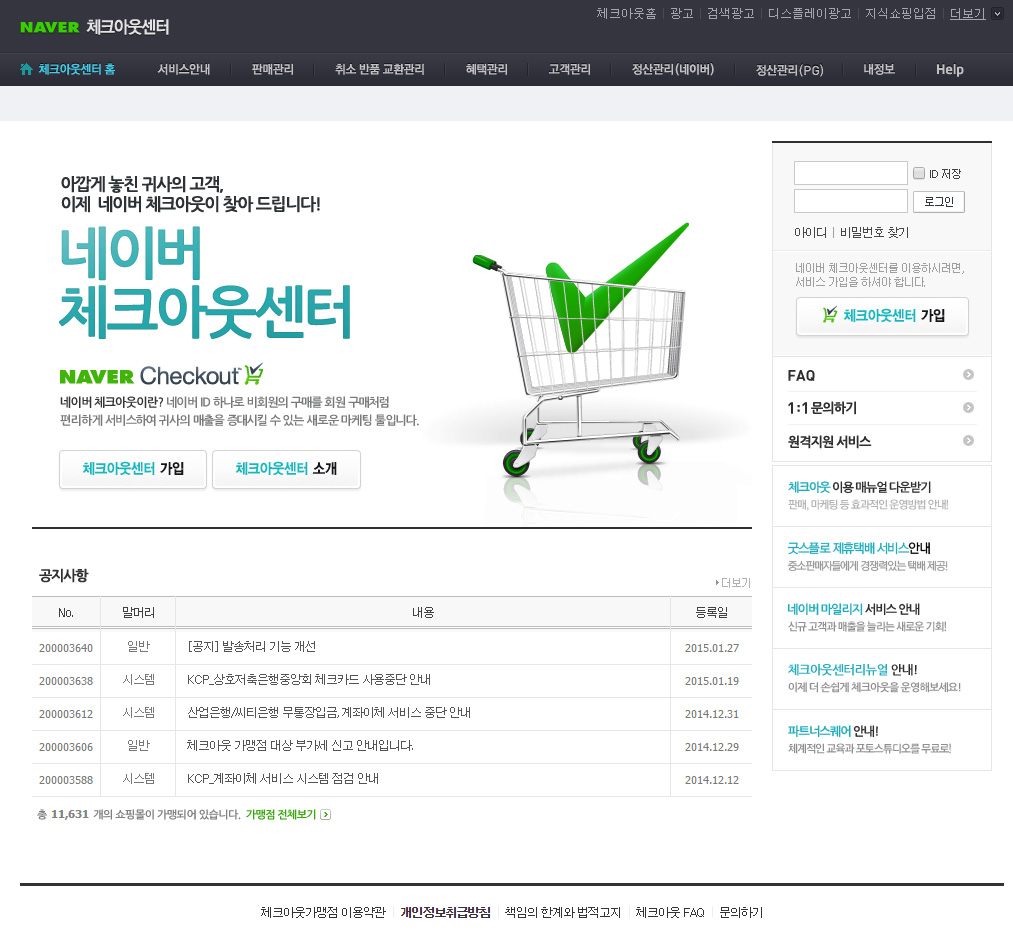 체크아웃홈 | 광고 | 검색광고 | 디스플레이광고 | 지식쇼핑입점 | 더보기
NAVER 체크아웃센터
체크아웃센터 홈 서비스안내 판매관리 취소 반품 교환관리 혜택관리 고객관리 정산관리(네이버) 정산관리(PG) 내정보 Help
아깝게 놓친 귀사의 고객,
이제 네이버 체크아웃이 찾아 드립니다!
네이버
체크아웃센터
NAVER Checkout
네이버 체크아웃이란? 네이버 ID 하나로 비회원의 구매를 회원 구매처럼
편리하게 서비스하여 귀사의 매출을 증대시킬 수 있는 새로운 마케팅 툴입니다.
체크아웃센터 가입 체크아웃센터 소개
ID 저장
로그인
아이디 | 비밀번호 찾기
네이버 체크아웃센터를 이용하시려면,
서비스 가입을 하셔야 합니다.
체크아웃센터 가입
FAQ
1:1 문의하기
원격지원 서비스
체크아웃 이용 매뉴얼 다운받기
판매, 마케팅 등 효과적인 운영방법 안내!
굿스플로 제휴택배 서비스안내
중소판매자들에게 경쟁력있는 택배 제공!
네이버 마일리지 서비스 안내
신규 고객과 매출을 늘리는 새로운 기회!
체크아웃센터리뉴얼 안내!
이제 더 손쉽게 체크아웃을 운영해보세요!
파트너스퀘어 안내!
체계적인 교육과 포토스튜디오를 무료로!
공지사항
더보기
No. 말머리 내용 등록일
200003640 일반 [공지] 발송처리 기능 개선 2015.01.27
200003638 시스템 KCP_상호저축은행중앙회 체크카드 사용중단 안내 2015.01.19
200003612 시스템 산업은행/씨티은행 무통장입금,계좌이체 서비스 중단 안내 2014.12.31
200003606 일반 체크아웃 가맹점 대상 부가세 신고 안내입니다. 2014.12.29
200003588 시스템 KCP_계좌이체 서비스 시스템 점검 안내 2014.12.12
총 11,631 개의 쇼핑몰이 가맹되어 있습니다. 가맹점 전체보기
체크아웃가맹점 이용약관 | 개인정보취급방침 | 책임의 한계와 법적고지 | 체크아웃 FAQ | 문의하기